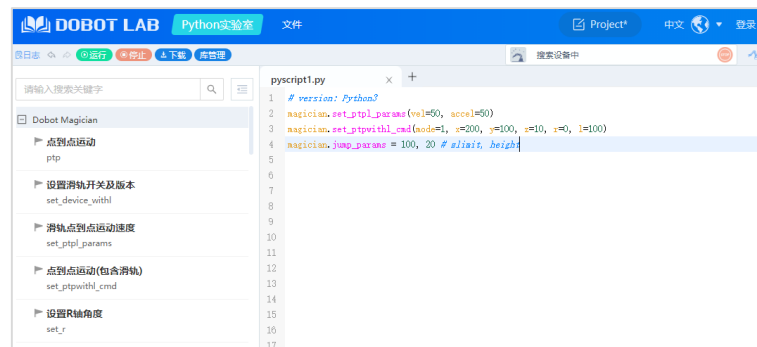 DOBOT LAB Python实验室 文件 Project* 中文 登录
日志 运行 停止 下载 库管理 搜索设备中
请输入搜索关键字
pyscript1.py × +
Dobot Magician
点到点运动
ptp
设置滑轨开关及版本
set_device_withl
滑轨点到点运动速度
set_ptpl_params
点到点运动(包含滑轨)
set_ptpwithl_cmd
设置R轴角度
set_r
1 # version: Python3
2 magician.set_ptpl_params(vel=50, accel=50)
3 magician.set_ptpwithl_cmd(mode=1, x=200, y=100, z=10, r=0, l=100)
4 magician.jump_params = 100, 20 # zlimit, height
5
6
7
8
9
10
11
12
13
14
15
16
17